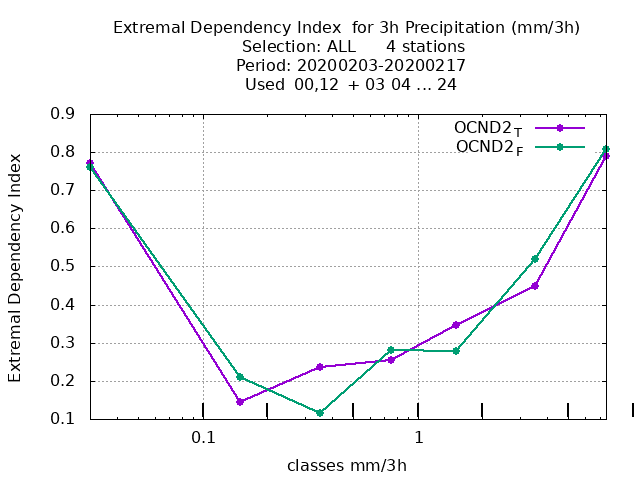 Extremal Dependency Index  for 3h Precipitation (mm/3h)
Selection: ALL      4 stations
Period: 20200203-20200217
Used  00,12  + 03 04 ... 24
OCND2_T
OCND2_F
0.9
0.8
0.7
0.6
0.5
0.4
0.3
0.2
0.1
Extremal Dependency Index
0.1 1
classes mm/3h